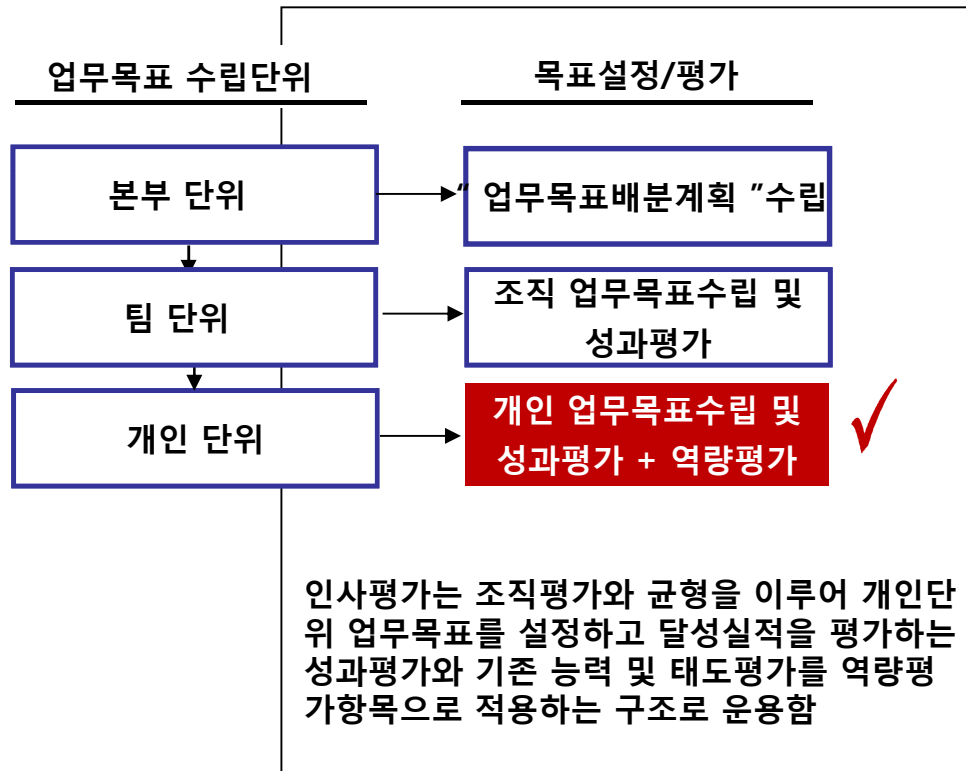 업무목표 수립단위
목표설정/평가
본부 단위
“ 업무목표배분계획 ”수립
팀 단위
조직 업무목표수립 및
성과평가
개인 단위
개인 업무목표수립 및
성과평가 + 역량평가
인사평가는 조직평가와 균형을 이루어 개인단
위 업무목표를 설정하고 달성실적을 평가하는
성과평가와 기존 능력 및 태도평가를 역량평
가항목으로 적용하는 구조로 운용함